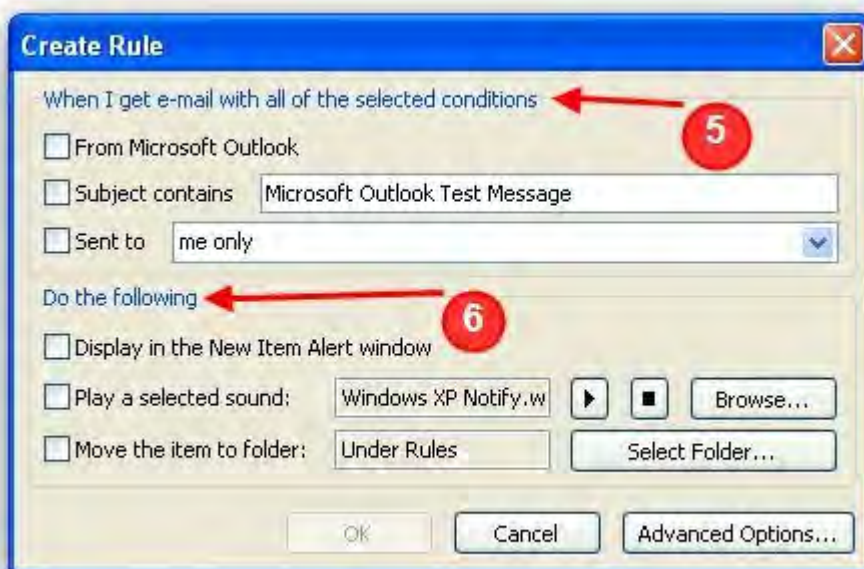 Create Rule
When I get e-mail with all of the selected conditions
5
From Microsoft Outlook
Subject contains Microsoft Outlook Test Message
Sent to me only
Do the following
6
Display in the New Item Alert window
Play a selected sound: Windows XP Notify.w Browse...
Move the item to folder: Under Rules Select Folder...
OK Cancel Advanced Options...